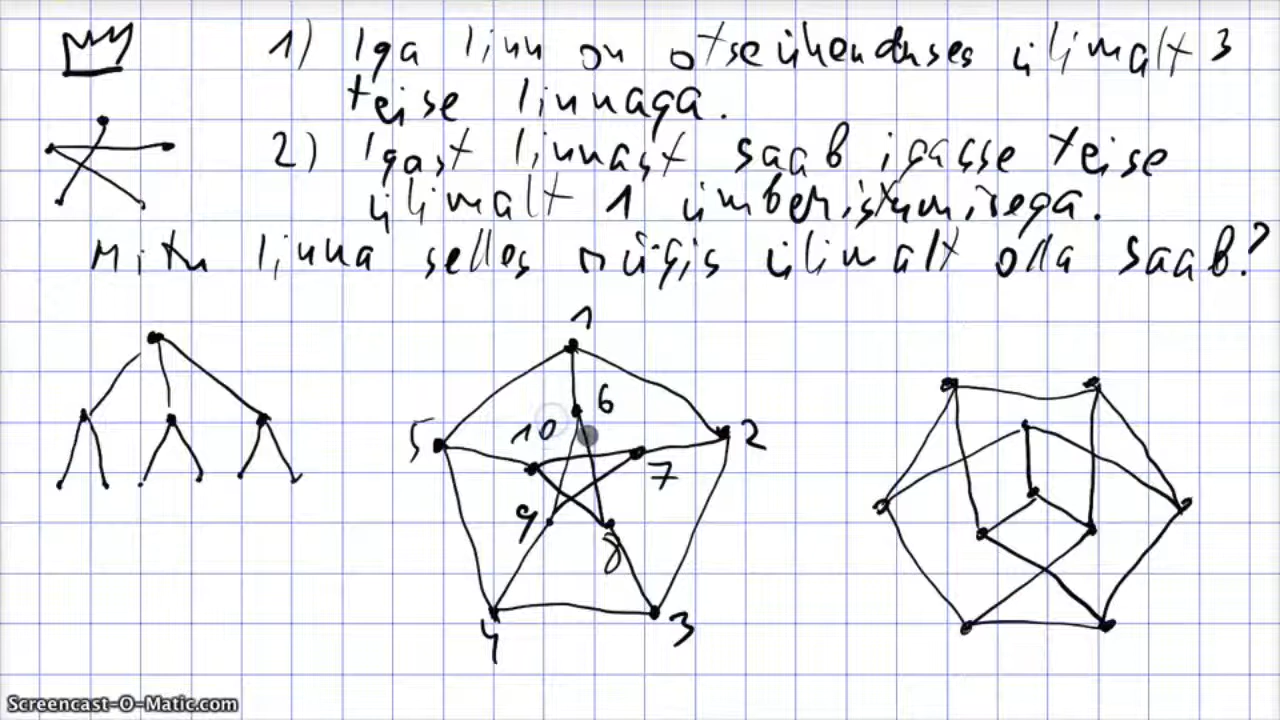 1) Iga linn on otseühenduses ülimalt 3
teise linnaga.
2) Igast linnast saab igasse teise
ülimalt 1 ümberistumisega.
Mitu linna selles riigis ülimalt olla saab?
1
6
5
10
2
7
9
8
4
3
Screencast-O-Matic.com